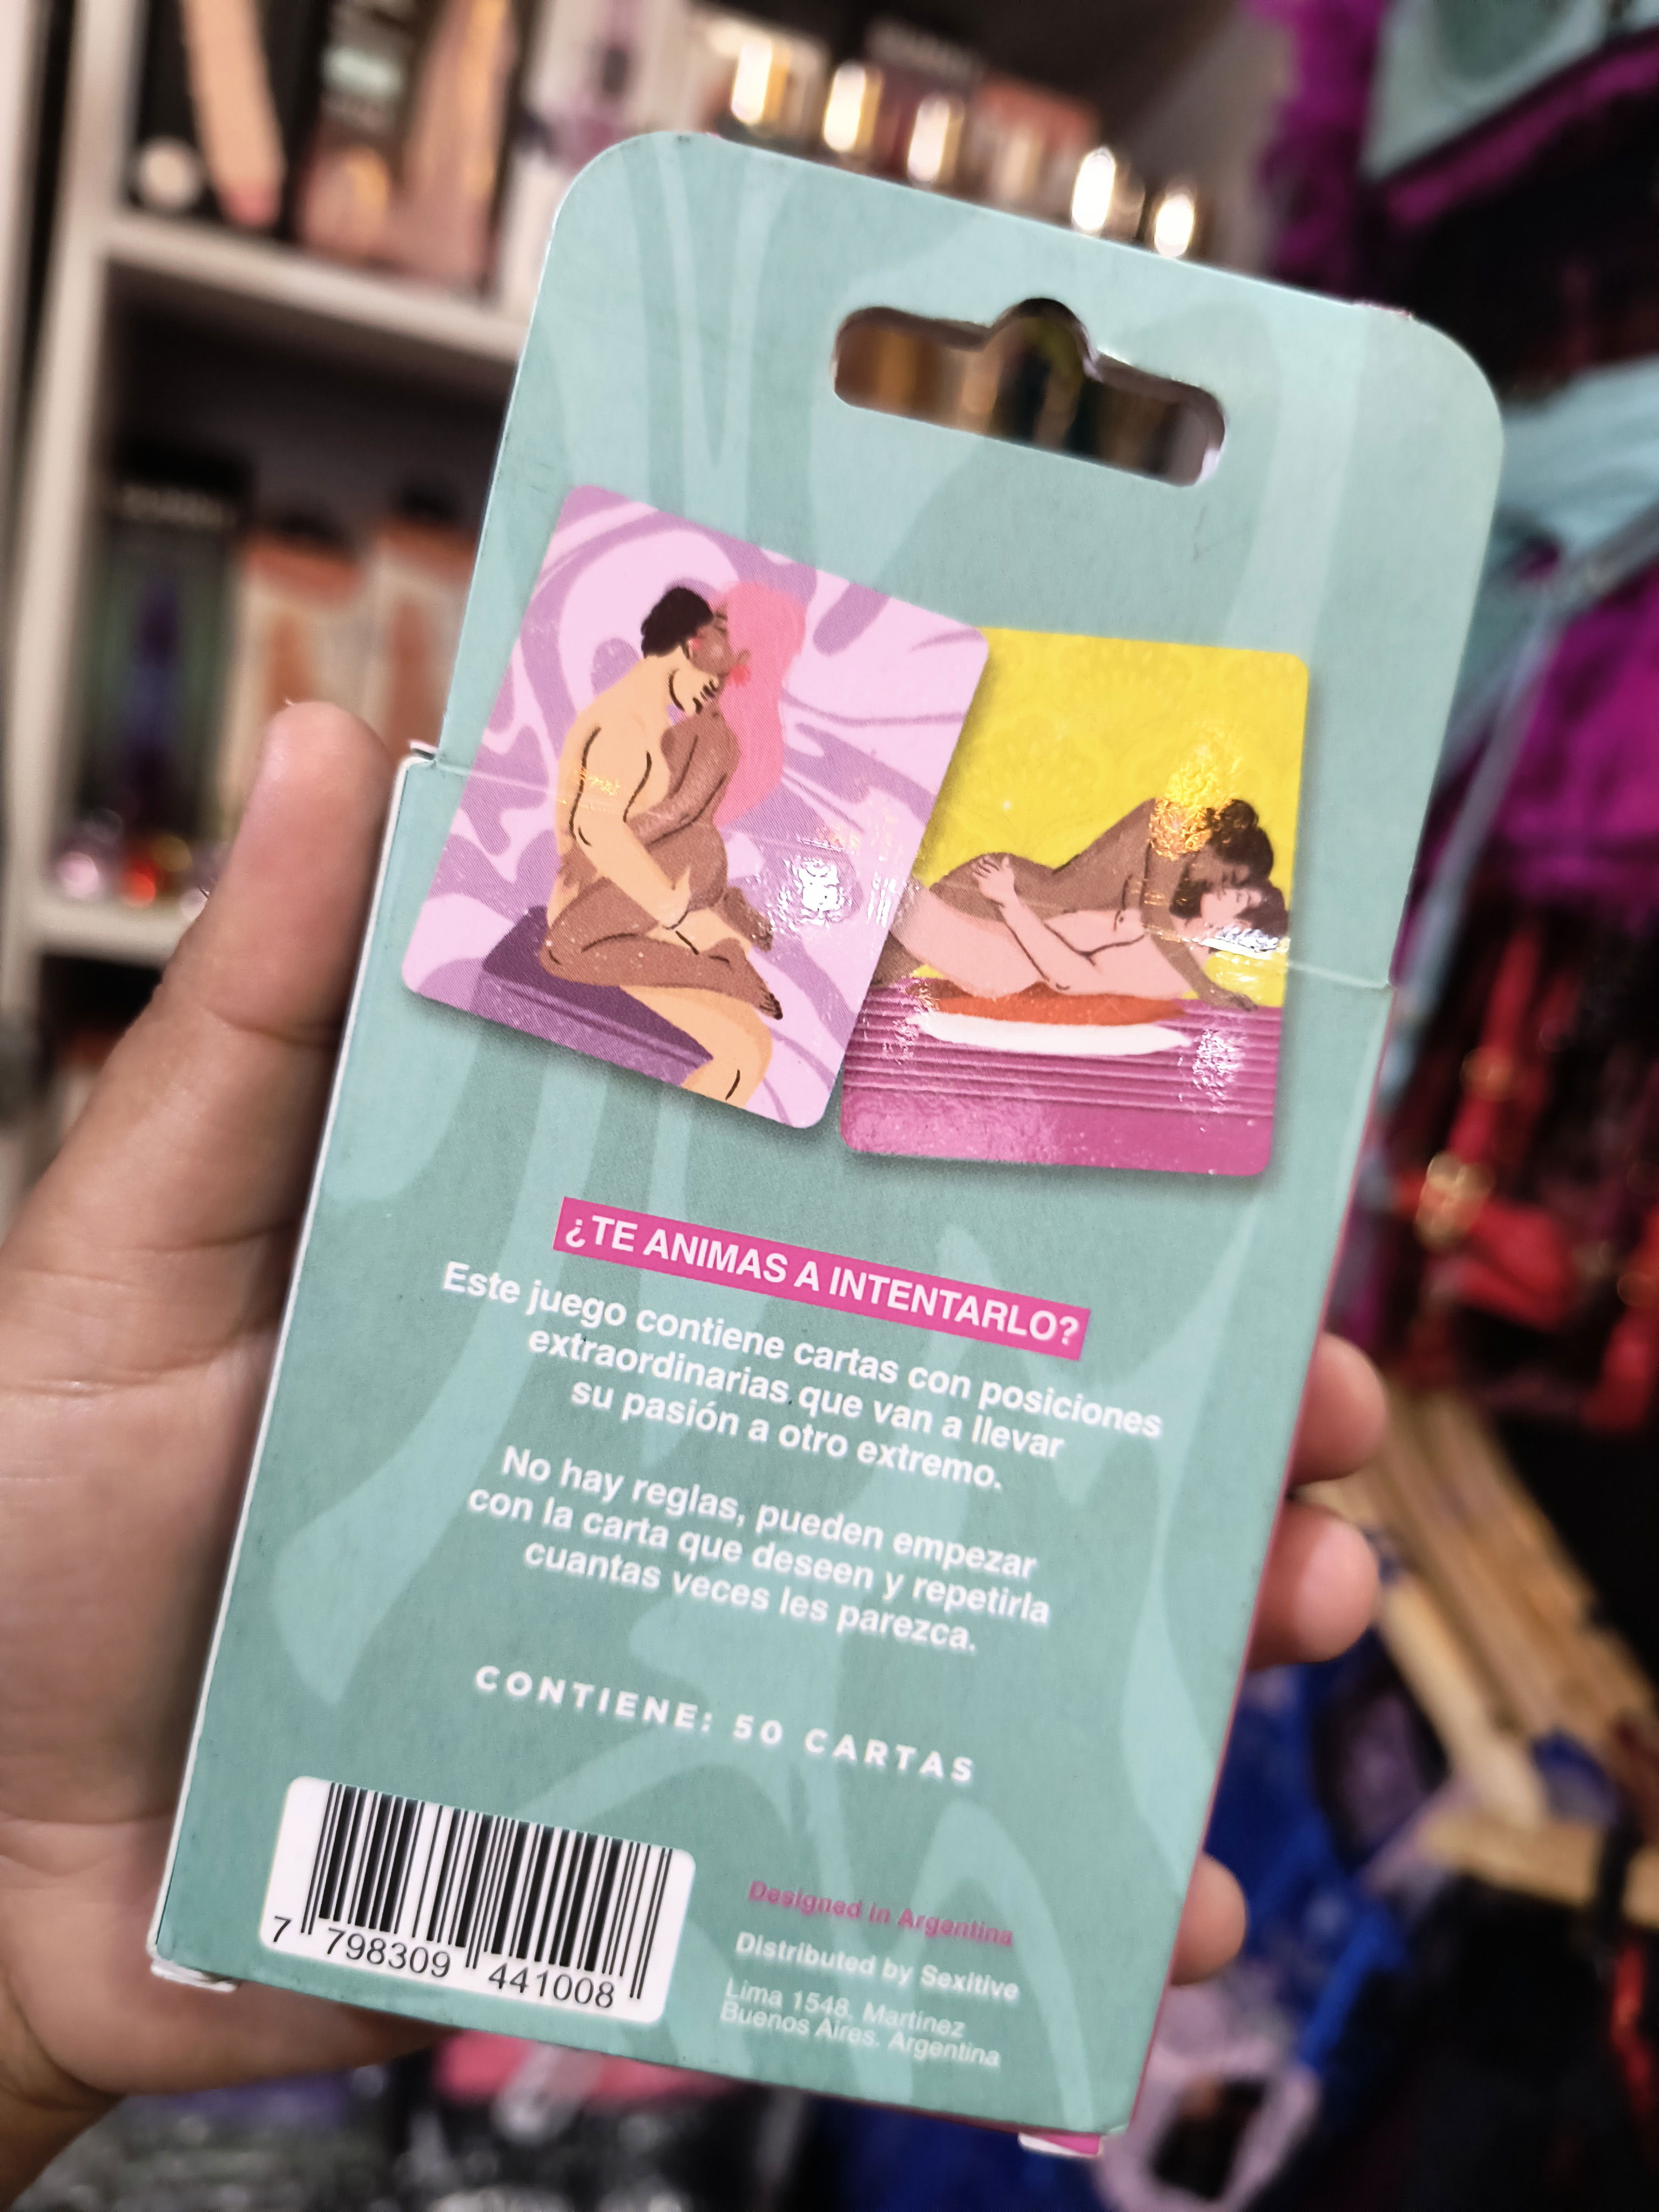 ¿TE ANIMAS A INTENTARLO?
Este juego contiene cartas con posiciones
extraordinarias que van a llevar
su pasión a otro extremo.
No hay reglas, pueden empezar
con la carta que deseen y repetirla
cuantas veces les parezca.
CONTIENE: 50 CARTAS
7 798309 441008
Designed in Argentina
Distributed by Sexitive
Lima 1548. Martínez
Buenos Aires. Argentina